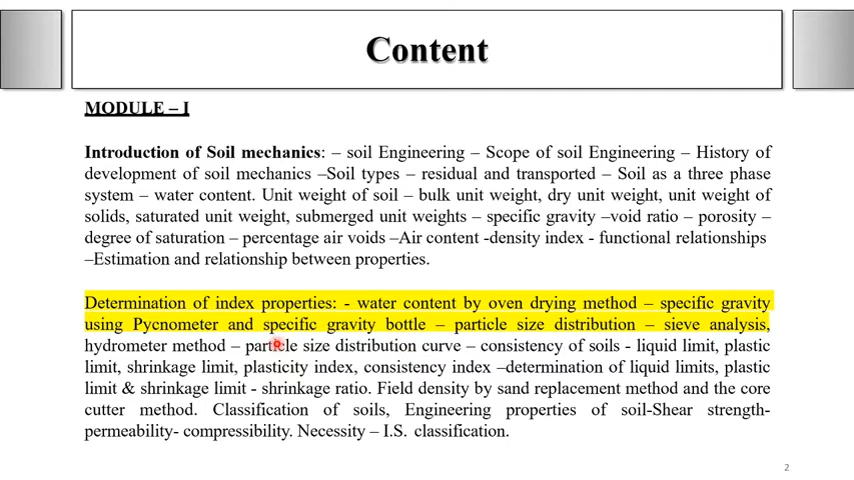 Content
MODULE – I
Introduction of Soil mechanics: – soil Engineering – Scope of soil Engineering – History of
development of soil mechanics –Soil types – residual and transported – Soil as a three phase
system – water content. Unit weight of soil – bulk unit weight, dry unit weight, unit weight of
solids, saturated unit weight, submerged unit weights – specific gravity –void ratio – porosity –
degree of saturation – percentage air voids –Air content -density index - functional relationships
–Estimation and relationship between properties.
Determination of index properties: - water content by oven drying method – specific gravity
using Pycnometer and specific gravity bottle – particle size distribution – sieve analysis,
hydrometer method – particle size distribution curve – consistency of soils - liquid limit, plastic
limit, shrinkage limit, plasticity index, consistency index –determination of liquid limits, plastic
limit & shrinkage limit - shrinkage ratio. Field density by sand replacement method and the core
cutter method. Classification of soils, Engineering properties of soil-Shear strength-
permeability- compressibility. Necessity – I.S. classification.
2